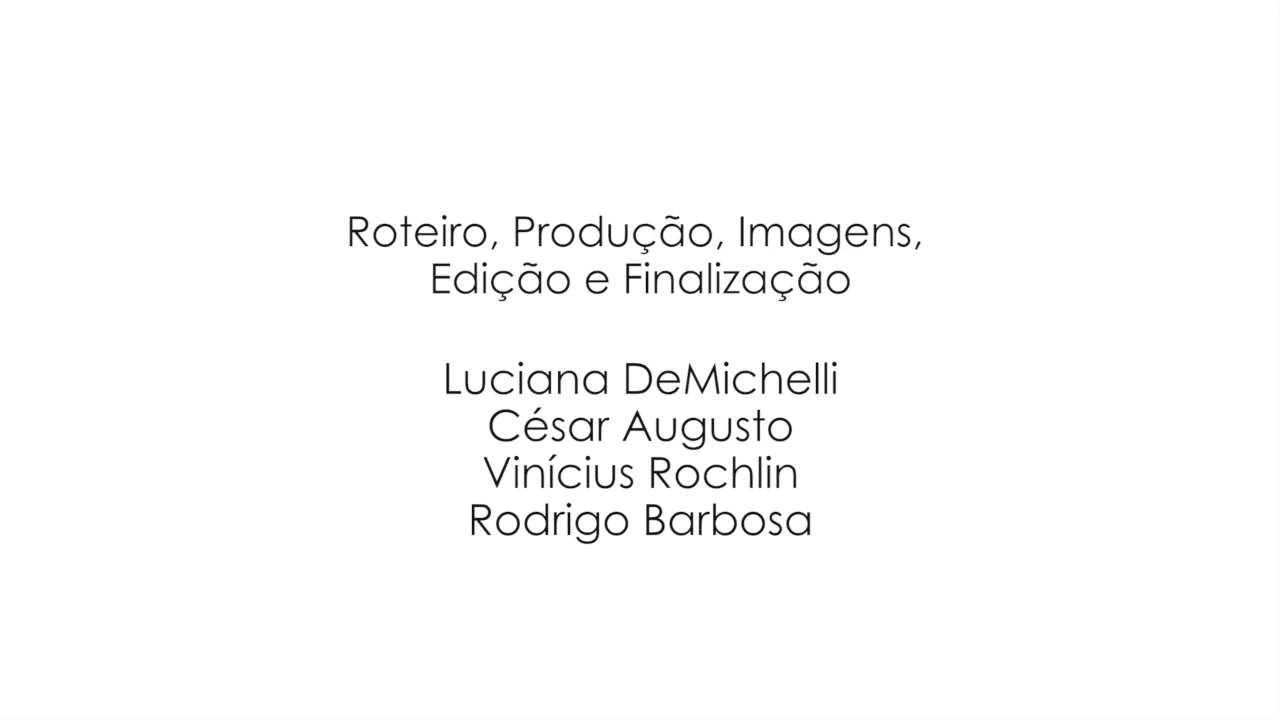 Roteiro, Produção, Imagens,
Edição e Finalização
Luciana DeMichelli
César Augusto
Vinícius Rochlin
Rodrigo Barbosa